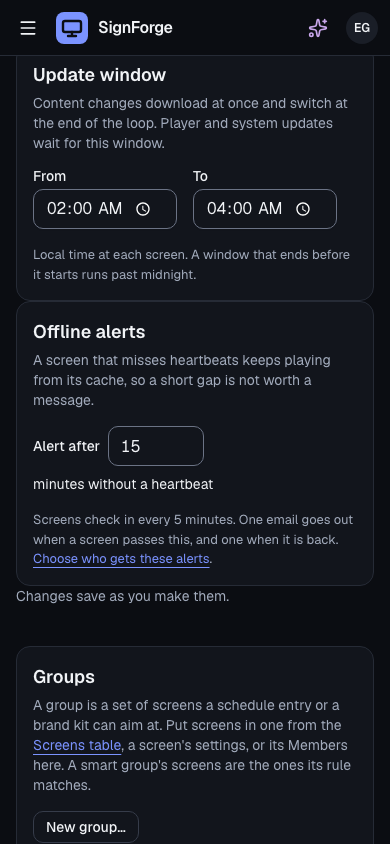 SignForge
EG
Update window
Content changes download at once and switch at
the end of the loop. Player and system updates
wait for this window.
From
To
02:00 AM
04:00 AM
Local time at each screen. A window that ends before
it starts runs past midnight.
Offline alerts
A screen that misses heartbeats keeps playing
from its cache, so a short gap is not worth a
message.
Alert after 15
minutes without a heartbeat
Screens check in every 5 minutes. One email goes out
when a screen passes this, and one when it is back.
Choose who gets these alerts.
Changes save as you make them.
Groups
A group is a set of screens a schedule entry or a
brand kit can aim at. Put screens in one from the
Screens table, a screen's settings, or its Members
here. A smart group's screens are the ones its rule
matches.
New group...